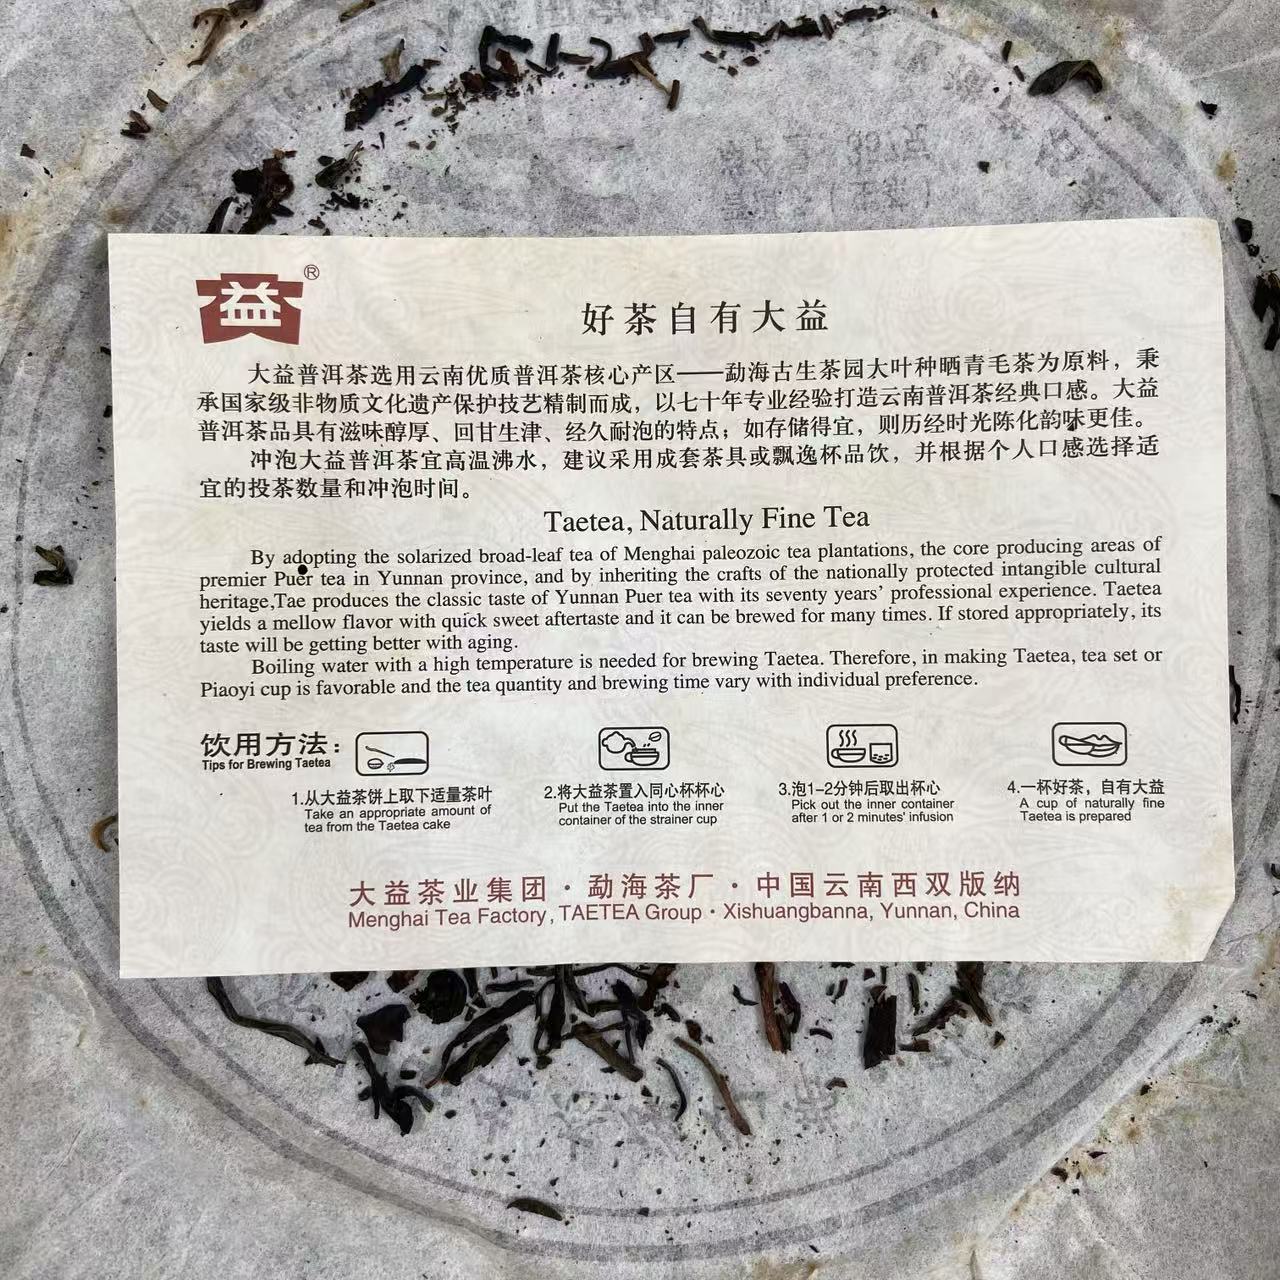 益®
好茶自有大益
大益普洱茶选用云南优质普洱茶核心产区——勐海古生茶园大叶种晒青毛茶为原料，秉
承国家级非物质文化遗产保护技艺精制而成，以七十年专业经验打造云南普洱茶经典口感。大益
普洱茶品具有滋味醇厚、回甘生津、经久耐泡的特点；如存储得宜，则历经时光陈化韵味更佳。
冲泡大益普洱茶宜高温沸水，建议采用成套茶具或飘逸杯品饮，并根据个人口感选择适
宜的投茶数量和冲泡时间。
Taetea, Naturally Fine Tea
By adopting the solarized broad-leaf tea of Menghai paleozoic tea plantations, the core producing areas of
premier Puer tea in Yunnan province, and by inheriting the crafts of the nationally protected intangible cultural
heritage,Tae produces the classic taste of Yunnan Puer tea with its seventy years' professional experience. Taetea
yields a mellow flavor with quick sweet aftertaste and it can be brewed for many times. If stored appropriately, its
taste will be getting better with aging.
Boiling water with a high temperature is needed for brewing Taetea. Therefore, in making Taetea, tea set or
Piaoyi cup is favorable and the tea quantity and brewing time vary with individual preference.
饮用方法：
Tips for Brewing Taetea
1.从大益茶饼上取下适量茶叶
Take an appropriate amount of
tea from the Taetea cake
2.将大益茶置入同心杯杯心
Put the Taetea into the inner
container of the strainer cup
3.泡1-2分钟后取出杯心
Pick out the inner container
after 1 or 2 minutes' infusion
4.一杯好茶，自有大益
A cup of naturally fine
Taetea is prepared
大益茶业集团·勐海茶厂·中国云南西双版纳
Menghai Tea Factory, TAETEA Group · Xishuangbanna, Yunnan, China